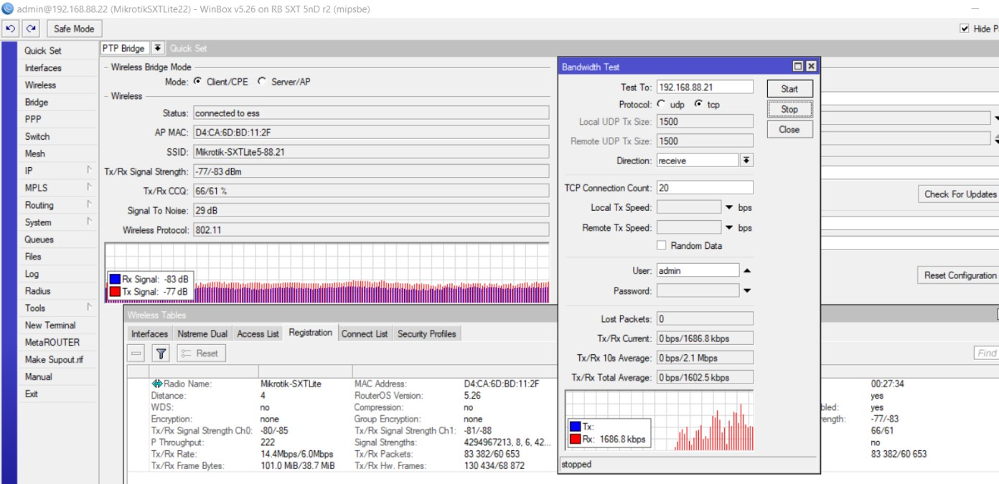 admin@192.168.88.22 (MikrotikSXTLite22) - WinBox v5.26 on RB SXT 5nD r2 (mipsbe)
Safe Mode
Hide P
Quick Set
Interfaces
Wireless
Bridge
PPP
Switch
Mesh
IP
MPLS
Routing
System
Queues
Files
Log
Radius
Tools
New Terminal
MetaROUTER
Make Supout.rif
Manual
Exit
PTP Bridge Quick Set
Wireless Bridge Mode
Mode: Client/CPE Server/AP
Wireless
Status: connected to ess
AP MAC: D4:CA:6D:BD:11:2F
SSID: Mikrotik-SXTLite5-88.21
Tx/Rx Signal Strength: -77/-83 dBm
Tx/Rx CCQ: 66/61 %
Signal To Noise: 29 dB
Wireless Protocol: 802.11
Rx Signal: -83 dB
Tx Signal: -77 dB
Check For Updates
Reset Configuration
Bandwidth Test
Test To: 192.168.88.21
Protocol: udp tcp
Local UDP Tx Size: 1500
Remote UDP Tx Size: 1500
Direction: receive
TCP Connection Count: 20
Local Tx Speed: bps
Remote Tx Speed: bps
Random Data
User: admin
Password:
Lost Packets: 0
Tx/Rx Current: 0 bps/1686.8 kbps
Tx/Rx 10s Average: 0 bps/2.1 Mbps
Tx/Rx Total Average: 0 bps/1602.5 kbps
Tx:
Rx: 1686.8 kbps
stopped
Start
Stop
Close
Wireless Tables
Interfaces Nstreme Dual Access List Registration Connect List Security Profiles
Reset
Find
Radio Name: Mikrotik-SXTLite MAC Address: D4:CA:6D:BD:11:2F 00:27:34
Distance: 4 RouterOS Version: 5.26 yes
WDS: no Compression: no bled: yes
Encryption: none Group Encryption: none ength: -77/-83
Tx/Rx Signal Strength Ch0: -80/-85 Tx/Rx Signal Strength Ch1: -81/-88 66/61
P Throughput: 222 Signal Strengths: 4294967213, 8, 6, 42... no
Tx/Rx Rate: 14.4Mbps/6.0Mbps Tx/Rx Packets: 83 382/60 653 83 382/60 653
Tx/Rx Frame Bytes: 101.0 MiB/38.7 MiB Tx/Rx Hw. Frames: 130 434/68 872